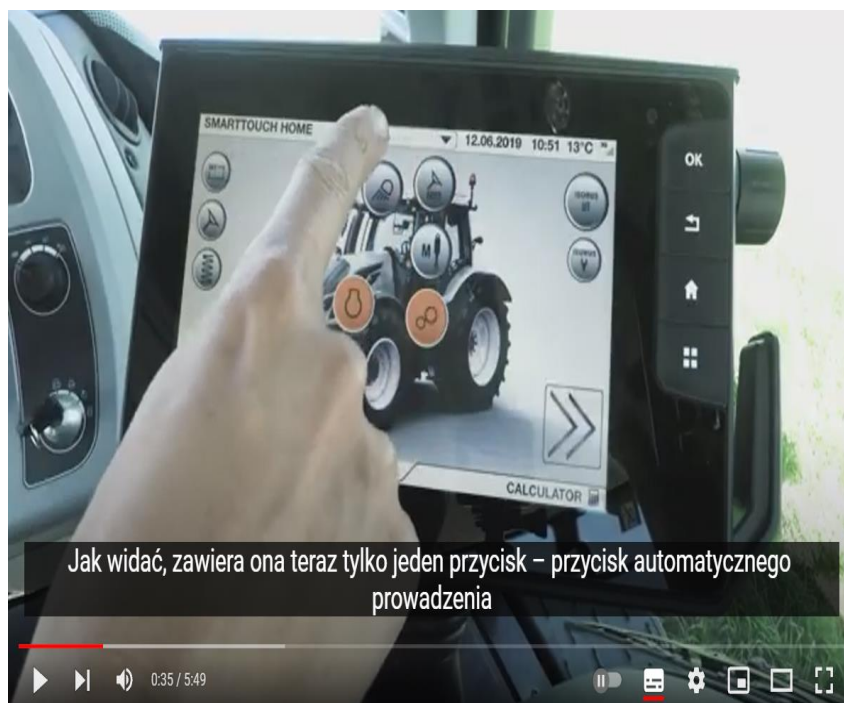 SMARTTOUCH HOME
12.06.2019 10:51 13°C
OK
M
CALCULATOR
Jak widać, zawiera ona teraz tylko jeden przycisk – przycisk automatycznego
prowadzenia
0:35 / 5:49